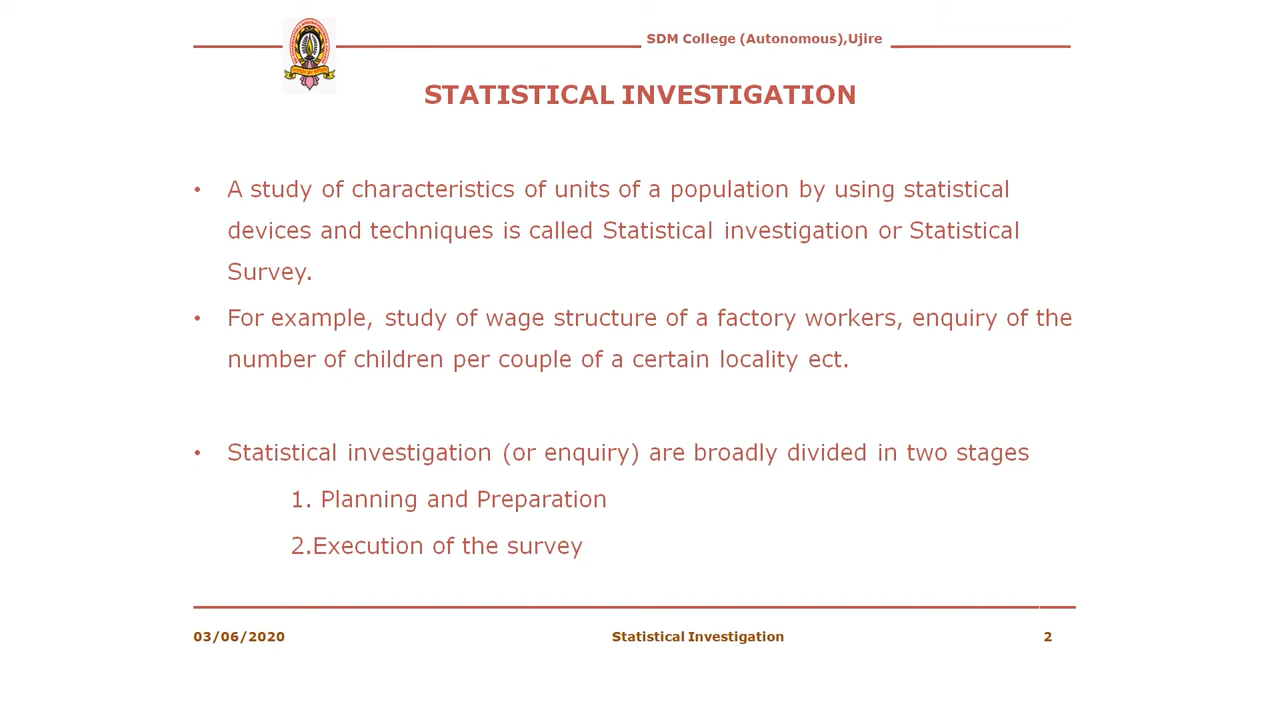 SDM College (Autonomous),Ujire
STATISTICAL INVESTIGATION
• A study of characteristics of units of a population by using statistical
devices and techniques is called Statistical investigation or Statistical
Survey.
• For example, study of wage structure of a factory workers, enquiry of the
number of children per couple of a certain locality ect.
• Statistical investigation (or enquiry) are broadly divided in two stages
1. Planning and Preparation
2.Execution of the survey
03/06/2020 Statistical Investigation 2